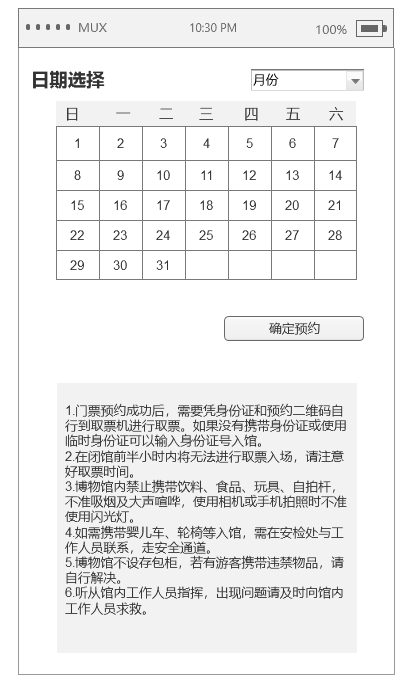 MUX 10:30 PM 100%
日期选择 月份
日 一 二 三 四 五 六
1 2 3 4 5 6 7
8 9 10 11 12 13 14
15 16 17 18 19 20 21
22 23 24 25 26 27 28
29 30 31
确定预约
1.门票预约成功后，需要凭身份证和预约二维码自
行到取票机进行取票。如果没有携带身份证或使用
临时身份证可以输入身份证号入馆。
2.在闭馆前半小时内将无法进行取票入场，请注意
好取票时间。
3.博物馆内禁止携带饮料、食品、玩具、自拍杆，
不准吸烟及大声喧哗，使用相机或手机拍照时不准
使用闪光灯。
4.如需携带婴儿车、轮椅等入馆，需在安检处与工
作人员联系，走安全通道。
5.博物馆不设存包柜，若有游客携带违禁物品，请
自行解决。
6.听从馆内工作人员指挥，出现问题请及时向馆内
工作人员求救。